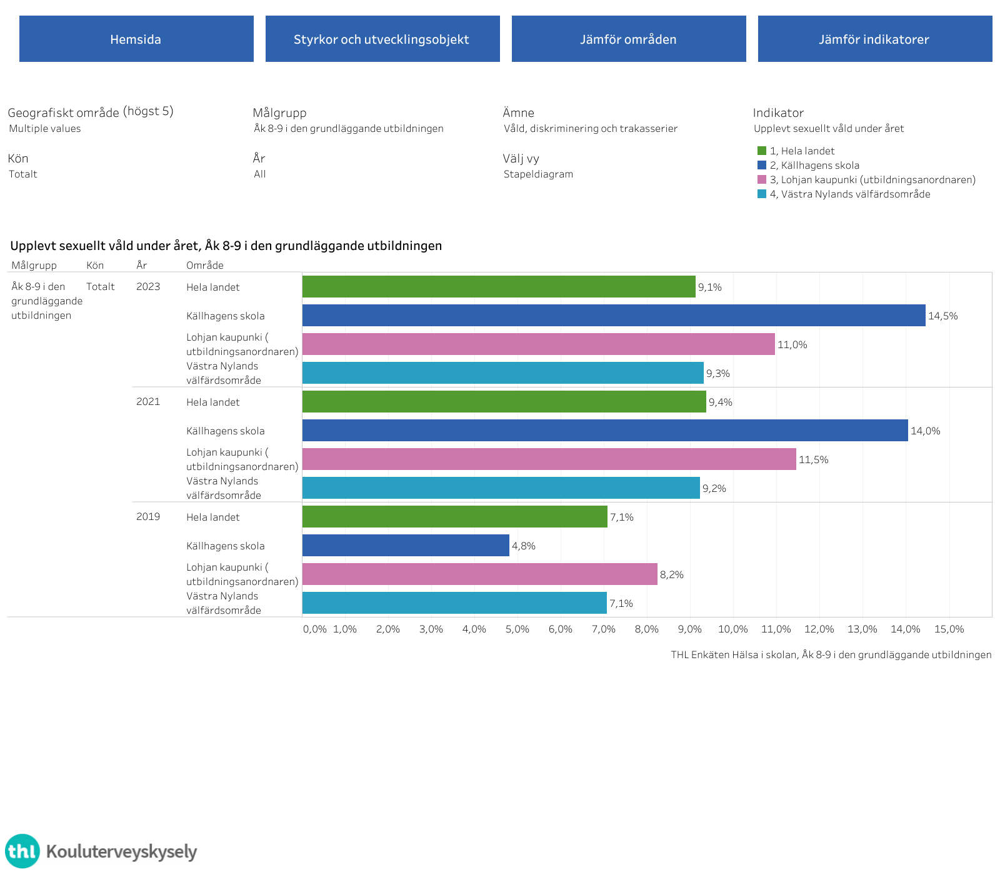 Hemsida
Styrkor och utvecklingsobjekt
Jämför områden
Jämför indikatorer
Geografiskt område (högst 5)
Multiple values
Målgrupp
Åk 8-9 i den grundläggande utbildningen
Ämne
Våld, diskriminering och trakasserier
Indikator
Upplevt sexuellt våld under året
Kön
Totalt
År
All
Välj vy
Stapeldiagram
1, Hela landet
2, Källhagens skola
3, Lohjan kaupunki (utbildningsanordnaren)
4, Västra Nylands välfärdsområde
Upplevt sexuellt våld under året, Åk 8-9 i den grundläggande utbildningen
Målgrupp Kön År Område
Åk 8-9 i den
grundläggande
utbildningen
Totalt
2023
Hela landet
9,1%
Källhagens skola
14,5%
Lohjan kaupunki (
utbildningsanordnaren)
11,0%
Västra Nylands
välfärdsområde
9,3%
2021
Hela landet
9,4%
Källhagens skola
14,0%
Lohjan kaupunki (
utbildningsanordnaren)
11,5%
Västra Nylands
välfärdsområde
9,2%
2019
Hela landet
7,1%
Källhagens skola
4,8%
Lohjan kaupunki (
utbildningsanordnaren)
8,2%
Västra Nylands
välfärdsområde
7,1%
0,0% 1,0% 2,0% 3,0% 4,0% 5,0% 6,0% 7,0% 8,0% 9,0% 10,0% 11,0% 12,0% 13,0% 14,0% 15,0%
THL Enkäten Hälsa i skolan, Åk 8-9 i den grundläggande utbildningen
thl Kouluterveyskysely